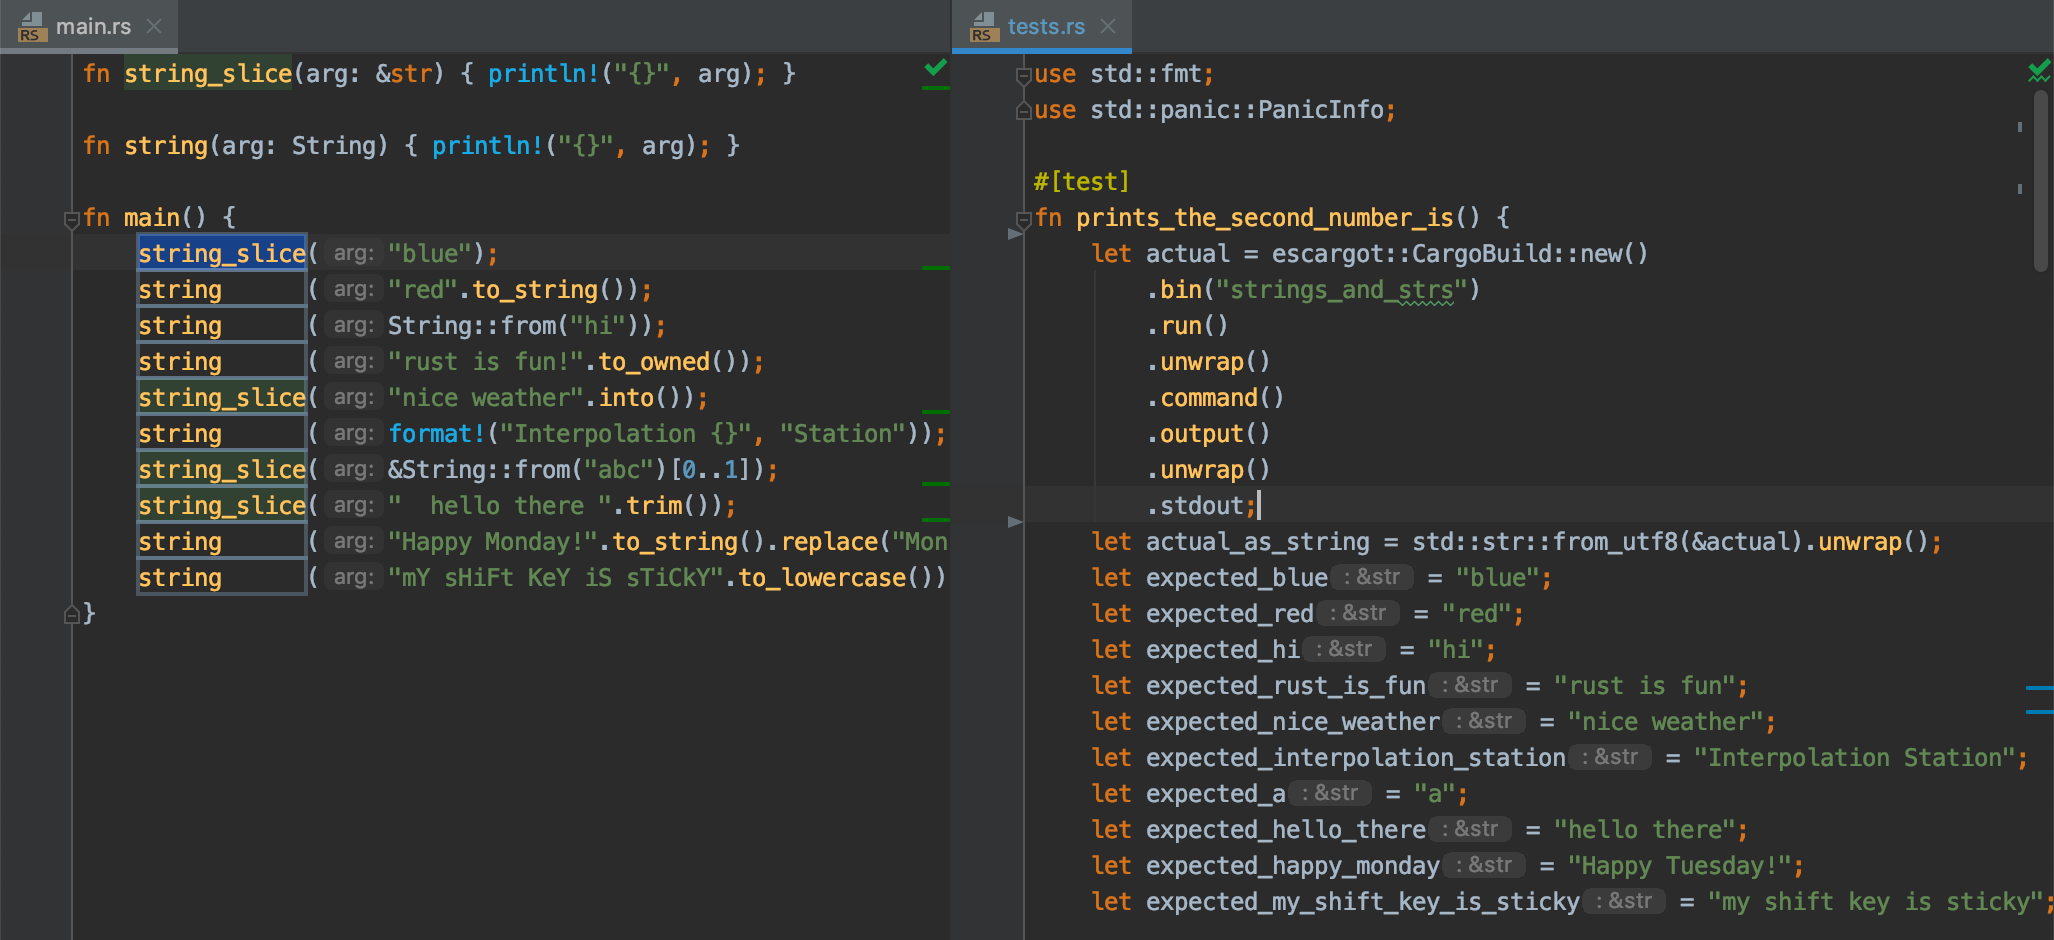 main.rs
fn string_slice(arg: &str) { println!("{}", arg); }
fn string(arg: String) { println!("{}", arg); }
fn main() {
string_slice( arg: "blue");
string ( arg: "red".to_string());
string ( arg: String::from("hi"));
string ( arg: "rust is fun!".to_owned());
string_slice( arg: "nice weather".into());
string ( arg: format!("Interpolation {}", "Station"));
string_slice( arg: &String::from("abc")[0..1]);
string_slice( arg: "  hello there ".trim());
string ( arg: "Happy Monday!".to_string().replace("Mon
string ( arg: "mY sHiFt KeY iS sTiCkY".to_lowercase())
}
tests.rs
use std::fmt;
use std::panic::PanicInfo;
#[test]
fn prints_the_second_number_is() {
let actual = escargot::CargoBuild::new()
.bin("strings_and_strs")
.run()
.unwrap()
.command()
.output()
.unwrap()
.stdout;
let actual_as_string = std::str::from_utf8(&actual).unwrap();
let expected_blue : &str = "blue";
let expected_red : &str = "red";
let expected_hi : &str = "hi";
let expected_rust_is_fun : &str = "rust is fun";
let expected_nice_weather : &str = "nice weather";
let expected_interpolation_station : &str = "Interpolation Station";
let expected_a : &str = "a";
let expected_hello_there : &str = "hello there";
let expected_happy_monday : &str = "Happy Tuesday!";
let expected_my_shift_key_is_sticky : &str = "my shift key is sticky";